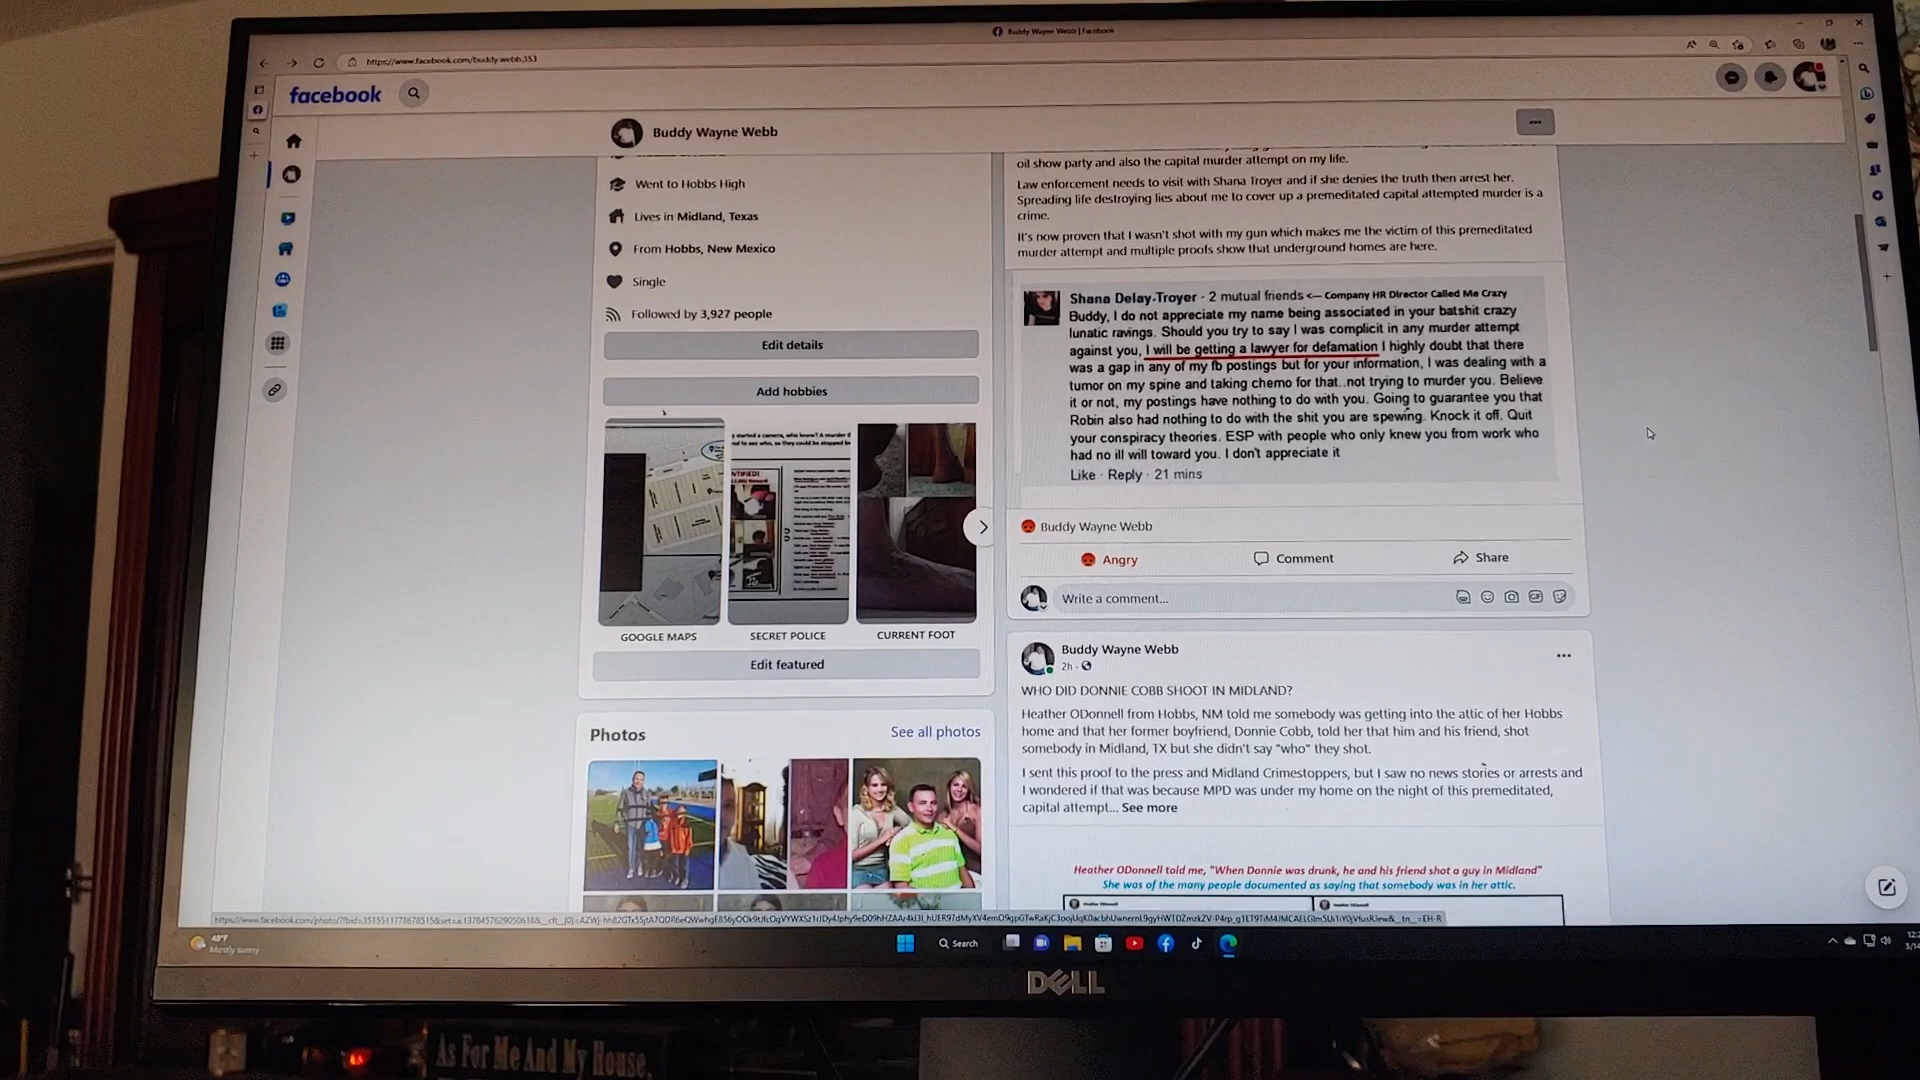 Buddy Wayne Webb | Facebook
https://www.facebook.com/buddy.webb.353
facebook
Buddy Wayne Webb
Went to Hobbs High
Lives in Midland, Texas
From Hobbs, New Mexico
Single
Followed by 3,927 people
Edit details
Add hobbies
GOOGLE MAPS
SECRET POLICE
CURRENT FOOT
Edit featured
Photos
See all photos
oil show party and also the capital murder attempt on my life.
Law enforcement needs to visit with Shana Troyer and if she denies the truth then arrest her.
Spreading life destroying lies about me to cover up a premeditated capital attempted murder is a
crime.
It's now proven that I wasn't shot with my gun which makes me the victim of this premeditated
murder attempt and multiple proofs show that underground homes are here.
Shana Delay-Troyer · 2 mutual friends <— Company HR Director Called Me Crazy
Buddy, I do not appreciate my name being associated in your batshit crazy
lunatic ravings. Should you try to say I was complicit in any murder attempt
against you, I will be getting a lawyer for defamation I highly doubt that there
was a gap in any of my fb postings but for your information, I was dealing with a
tumor on my spine and taking chemo for that..not trying to murder you. Believe
it or not, my postings have nothing to do with you. Going to guarantee you that
Robin also had nothing to do with the shit you are spewing. Knock it off. Quit
your conspiracy theories. ESP with people who only knew you from work who
had no ill will toward you. I don't appreciate it
Like · Reply · 21 mins
Buddy Wayne Webb
Angry
Comment
Share
Write a comment...
Buddy Wayne Webb
2h ·
WHO DID DONNIE COBB SHOOT IN MIDLAND?
Heather ODonnell from Hobbs, NM told me somebody was getting into the attic of her Hobbs
home and that her former boyfriend, Donnie Cobb, told her that him and his friend, shot
somebody in Midland, TX but she didn't say "who" they shot.
I sent this proof to the press and Midland Crimestoppers, but I saw no news stories or arrests and
I wondered if that was because MPD was under my home on the night of this premeditated,
capital attempt... See more
Heather ODonnell told me, "When Donnie was drunk, he and his friend shot a guy in Midland"
She was of the many people documented as saying that somebody was in her attic.
48°F
Mostly sunny
Search
DELL
As For Me And My House,